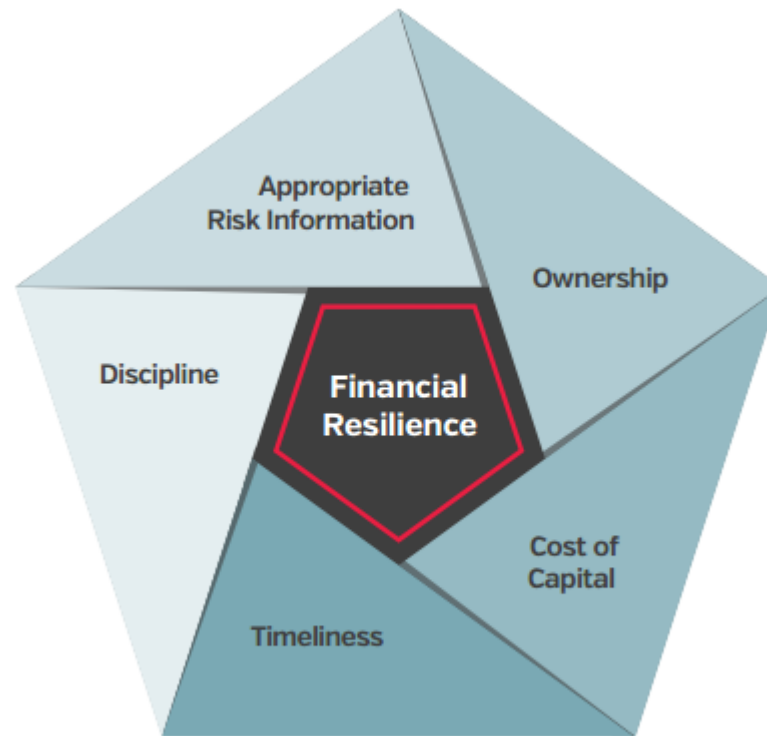 Appropriate
Risk Information
Ownership
Discipline
Financial
Resilience
Cost of
Capital
Timeliness